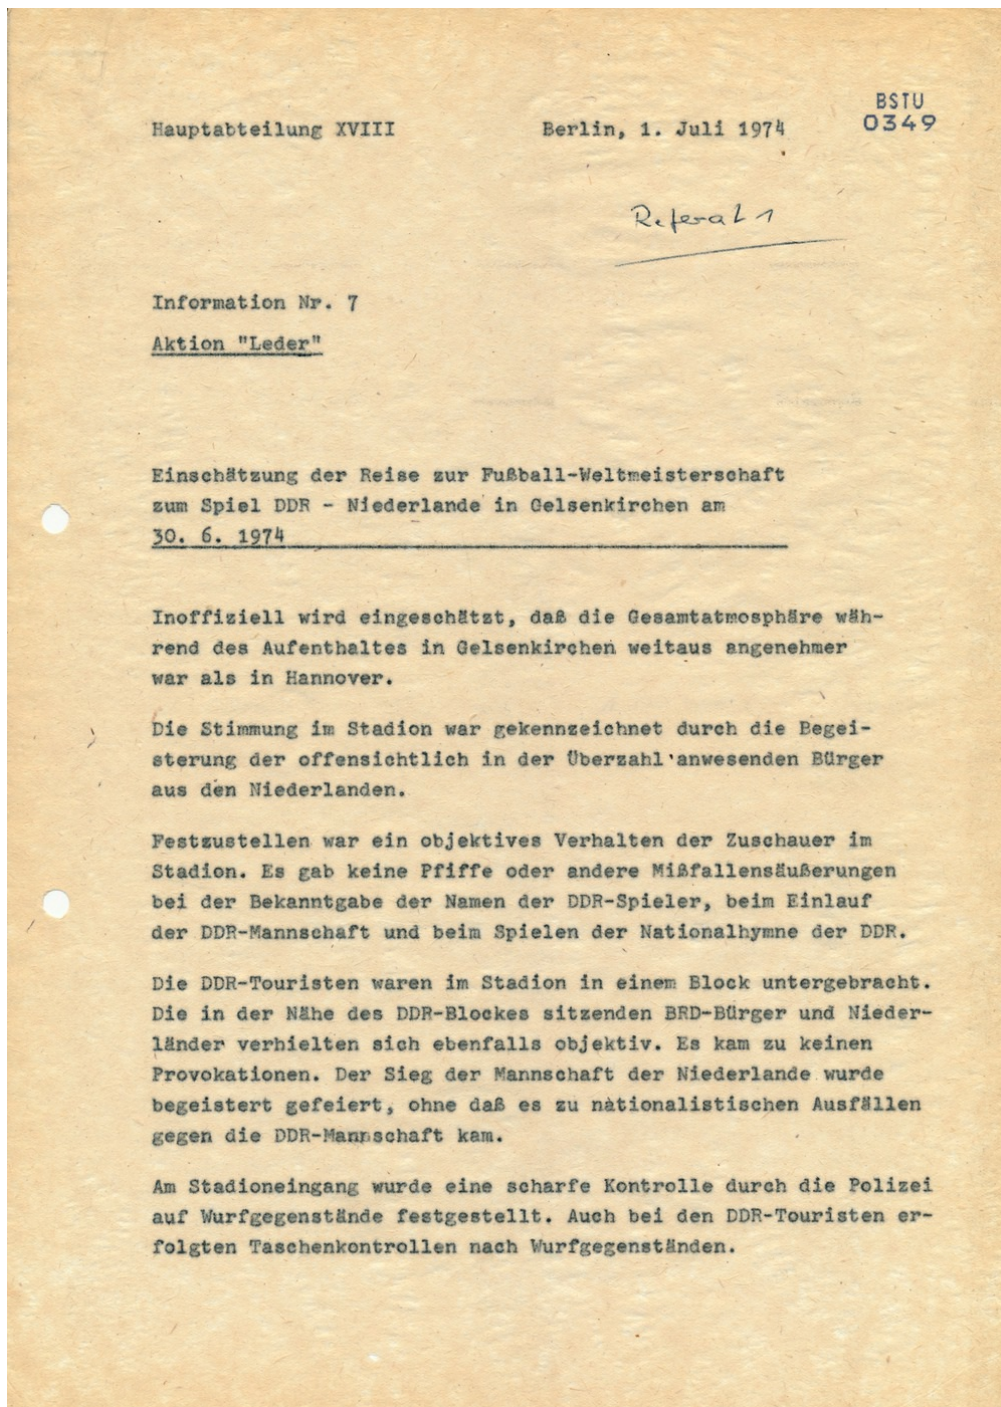 BSTU
0349
Hauptabteilung XVIII Berlin, 1. Juli 1974
Referat 1
Information Nr. 7
Aktion "Leder"
Einschätzung der Reise zur Fußball-Weltmeisterschaft
zum Spiel DDR - Niederlande in Gelsenkirchen am
30. 6. 1974
Inoffiziell wird eingeschätzt, daß die Gesamtatmosphäre wäh-
rend des Aufenthaltes in Gelsenkirchen weitaus angenehmer
war als in Hannover.
Die Stimmung im Stadion war gekennzeichnet durch die Begei-
sterung der offensichtlich in der Überzahl anwesenden Bürger
aus den Niederlanden.
Festzustellen war ein objektives Verhalten der Zuschauer im
Stadion. Es gab keine Pfiffe oder andere Mißfallensäußerungen
bei der Bekanntgabe der Namen der DDR-Spieler, beim Einlauf
der DDR-Mannschaft und beim Spielen der Nationalhymne der DDR.
Die DDR-Touristen waren im Stadion in einem Block untergebracht.
Die in der Nähe des DDR-Blockes sitzenden BRD-Bürger und Nieder-
länder verhielten sich ebenfalls objektiv. Es kam zu keinen
Provokationen. Der Sieg der Mannschaft der Niederlande wurde
begeistert gefeiert, ohne daß es zu nationalistischen Ausfällen
gegen die DDR-Mannschaft kam.
Am Stadioneingang wurde eine scharfe Kontrolle durch die Polizei
auf Wurfgegenstände festgestellt. Auch bei den DDR-Touristen er-
folgten Taschenkontrollen nach Wurfgegenständen.